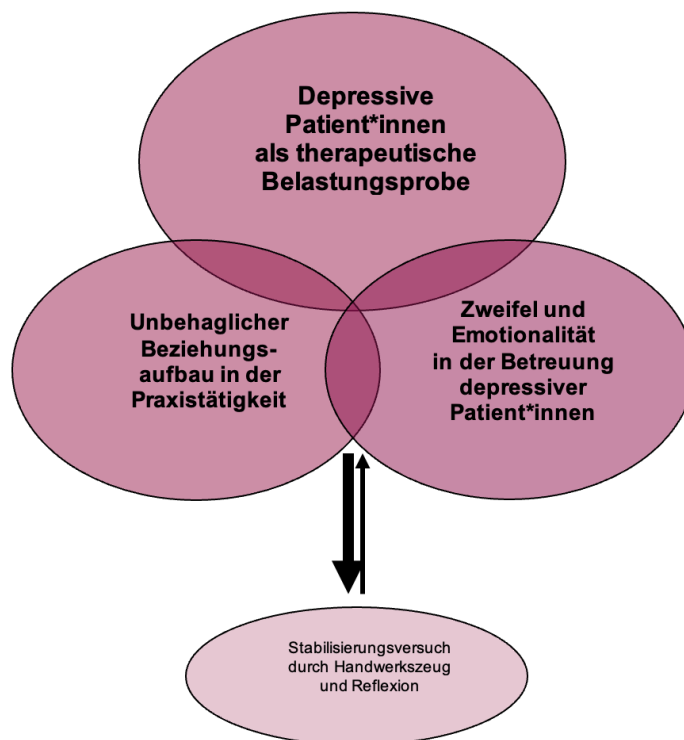 Depressive
Patient*innen
als therapeutische
Belastungsprobe
Unbehaglicher
Beziehungs-
aufbau in der
Praxistätigkeit
Zweifel und
Emotionalität
in der Betreuung
depressiver
Patient*innen
Stabilisierungsversuch
durch Handwerkszeug
und Reflexion